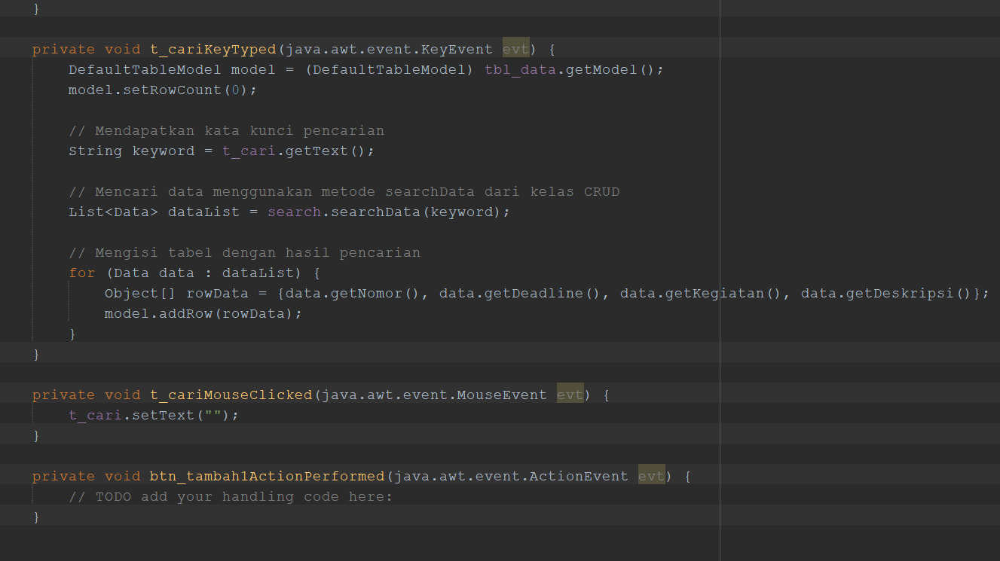 }
private void t_cariKeyTyped(java.awt.event.KeyEvent evt) {
DefaultTableModel model = (DefaultTableModel) tbl_data.getModel();
model.setRowCount(0);
// Mendapatkan kata kunci pencarian
String keyword = t_cari.getText();
// Mencari data menggunakan metode searchData dari kelas CRUD
List<Data> dataList = search.searchData(keyword);
// Mengisi tabel dengan hasil pencarian
for (Data data : dataList) {
Object[] rowData = {data.getNomor(), data.getDeadline(), data.getKegiatan(), data.getDeskripsi()};
model.addRow(rowData);
}
}
private void t_cariMouseClicked(java.awt.event.MouseEvent evt) {
t_cari.setText("");
}
private void btn_tambah1ActionPerformed(java.awt.event.ActionEvent evt) {
// TODO add your handling code here:
}